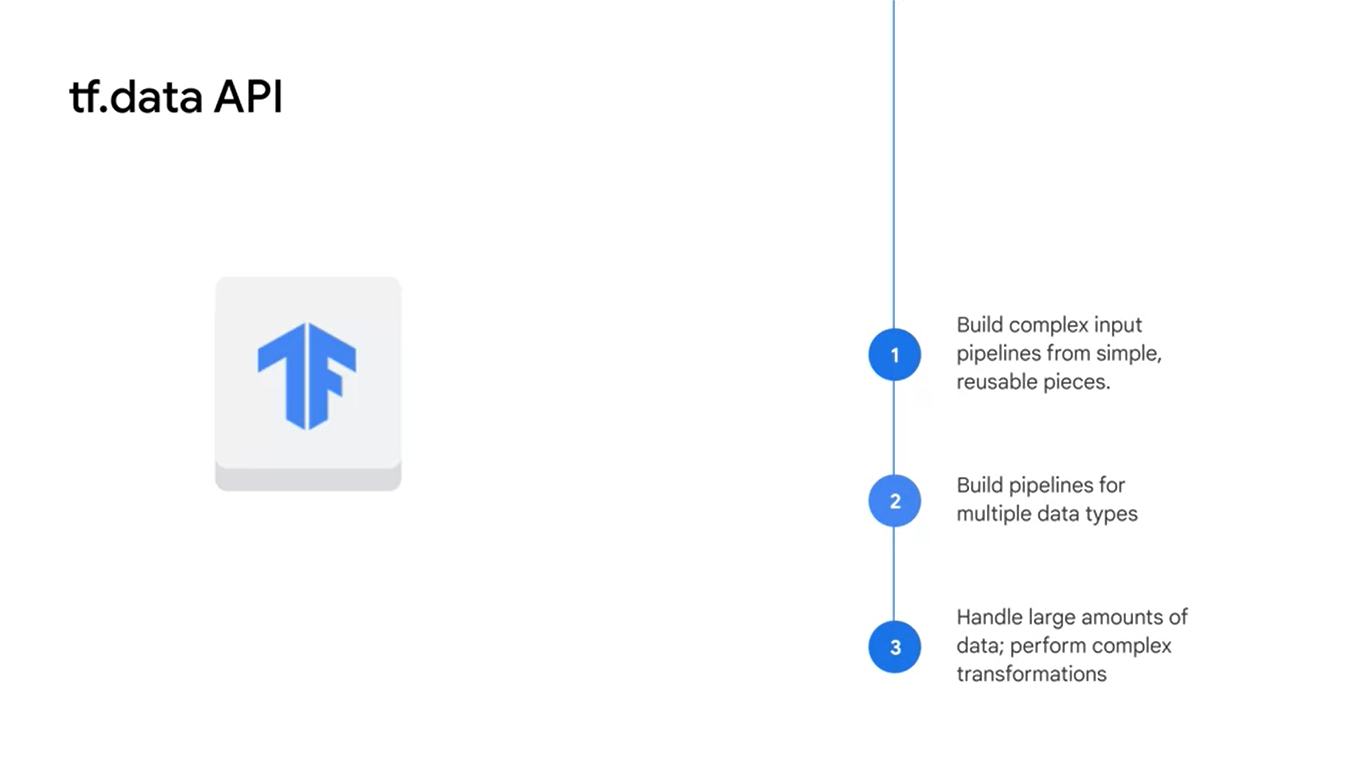 tf.data API
1
Build complex input
pipelines from simple,
reusable pieces.
2
Build pipelines for
multiple data types
3
Handle large amounts of
data; perform complex
transformations